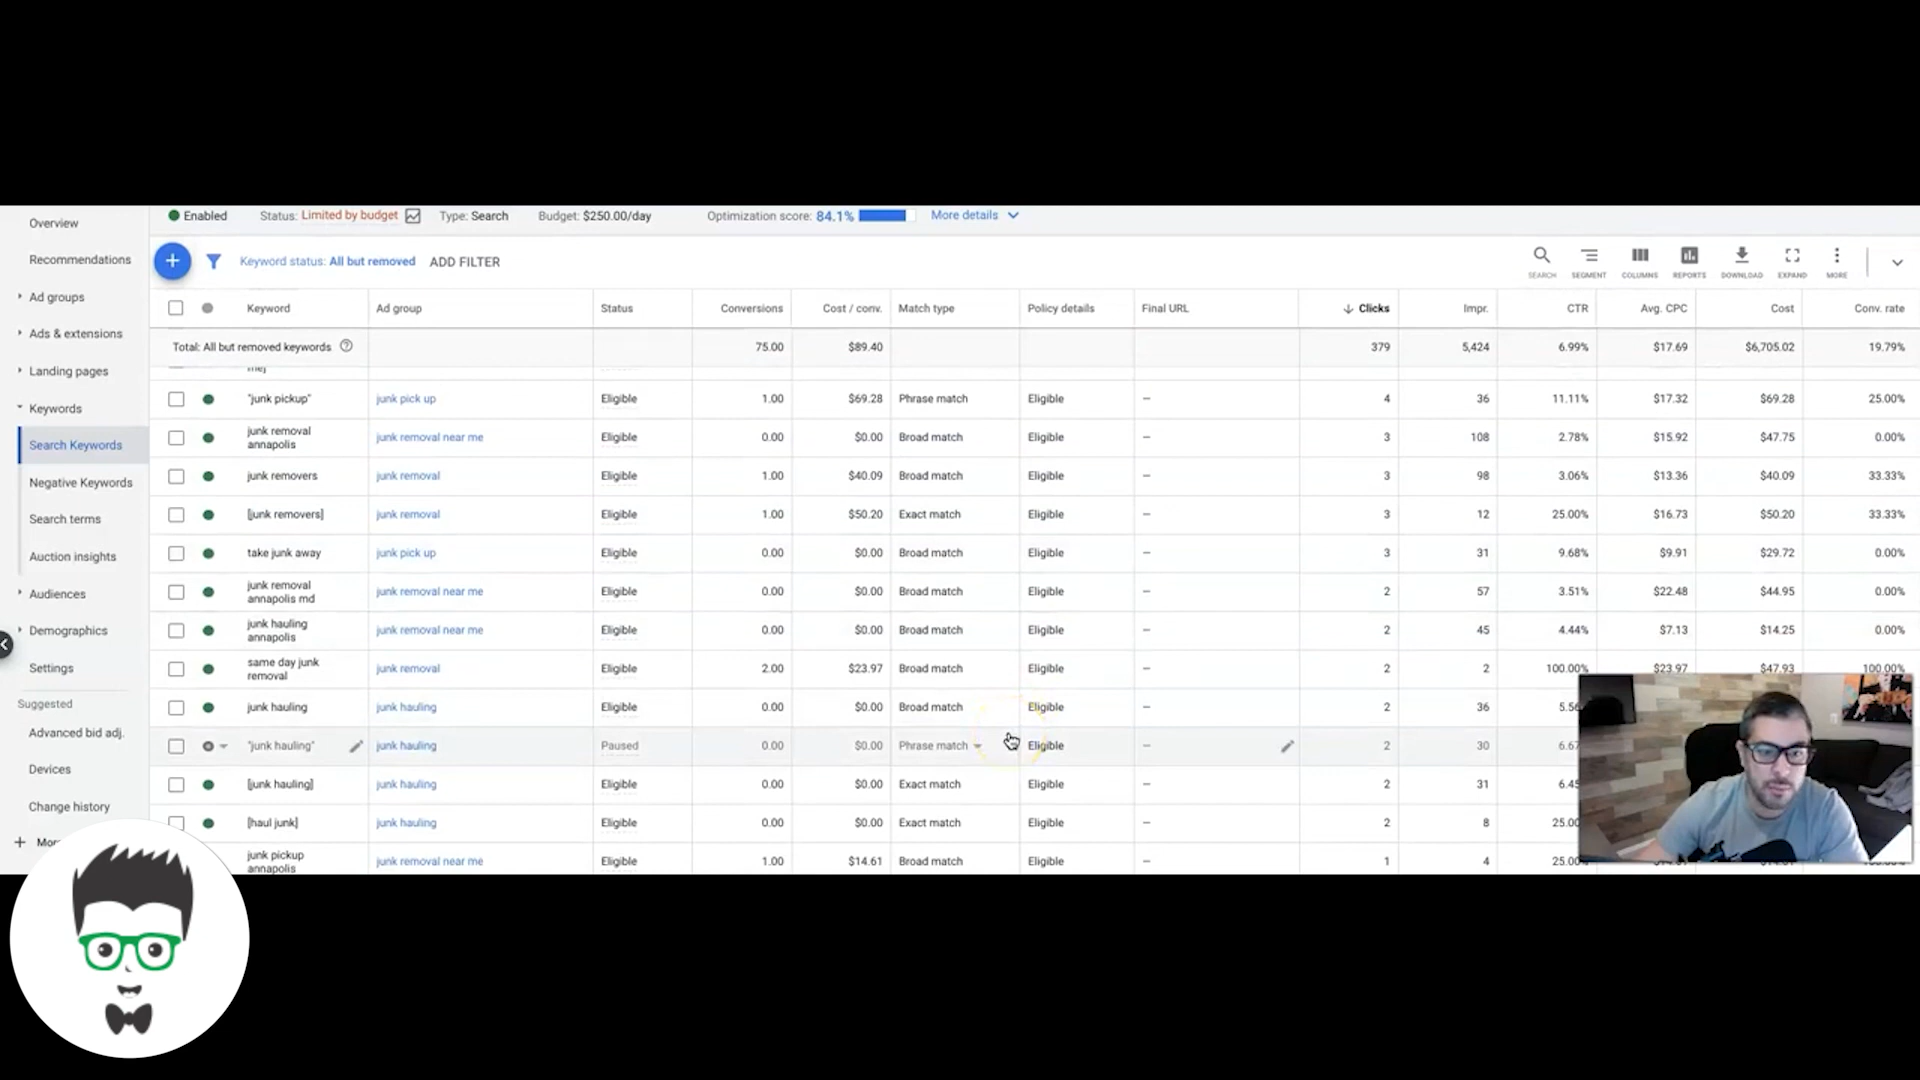 Overview
Recommendations
Ad groups
Ads & extensions
Landing pages
Keywords
Search Keywords
Negative Keywords
Search terms
Auction insights
Audiences
Demographics
Settings
Suggested
Advanced bid adj.
Devices
Change history
Enabled Status: Limited by budget Type: Search Budget: $250.00/day Optimization score: 84.1% More details
Keyword status: All but removed ADD FILTER
SEARCH SEGMENT COLUMNS REPORTS DOWNLOAD EXPAND MORE
Keyword Ad group Status Conversions Cost / conv. Match type Policy details Final URL Clicks Impr. CTR Avg. CPC Cost Conv. rate
Total: All but removed keywords 75.00 $89.40 379 5,424 6.99% $17.69 $6,705.02 19.79%
me]
"junk pickup" junk pick up Eligible 1.00 $69.28 Phrase match Eligible – 4 36 11.11% $17.32 $69.28 25.00%
junk removal annapolis junk removal near me Eligible 0.00 $0.00 Broad match Eligible – 3 108 2.78% $15.92 $47.75 0.00%
junk removers junk removal Eligible 1.00 $40.09 Broad match Eligible – 3 98 3.06% $13.36 $40.09 33.33%
[junk removers] junk removal Eligible 1.00 $50.20 Exact match Eligible – 3 12 25.00% $16.73 $50.20 33.33%
take junk away junk pick up Eligible 0.00 $0.00 Broad match Eligible – 3 31 9.68% $9.91 $29.72 0.00%
junk removal annapolis md junk removal near me Eligible 0.00 $0.00 Broad match Eligible – 2 57 3.51% $22.48 $44.95 0.00%
junk hauling annapolis junk removal near me Eligible 0.00 $0.00 Broad match Eligible – 2 45 4.44% $7.13 $14.25 0.00%
same day junk removal junk removal Eligible 2.00 $23.97 Broad match Eligible – 2 2 100.00% $23.97 $47.93 100.00%
junk hauling junk hauling Eligible 0.00 $0.00 Broad match Eligible – 2 36 5.56
"junk hauling" junk hauling Paused 0.00 $0.00 Phrase match Eligible – 2 30 6.67
[junk hauling] junk hauling Eligible 0.00 $0.00 Exact match Eligible – 2 31 6.45
[haul junk] junk hauling Eligible 0.00 $0.00 Exact match Eligible – 2 8 25.00
junk pickup annapolis junk removal near me Eligible 1.00 $14.61 Broad match Eligible – 1 4 25.00